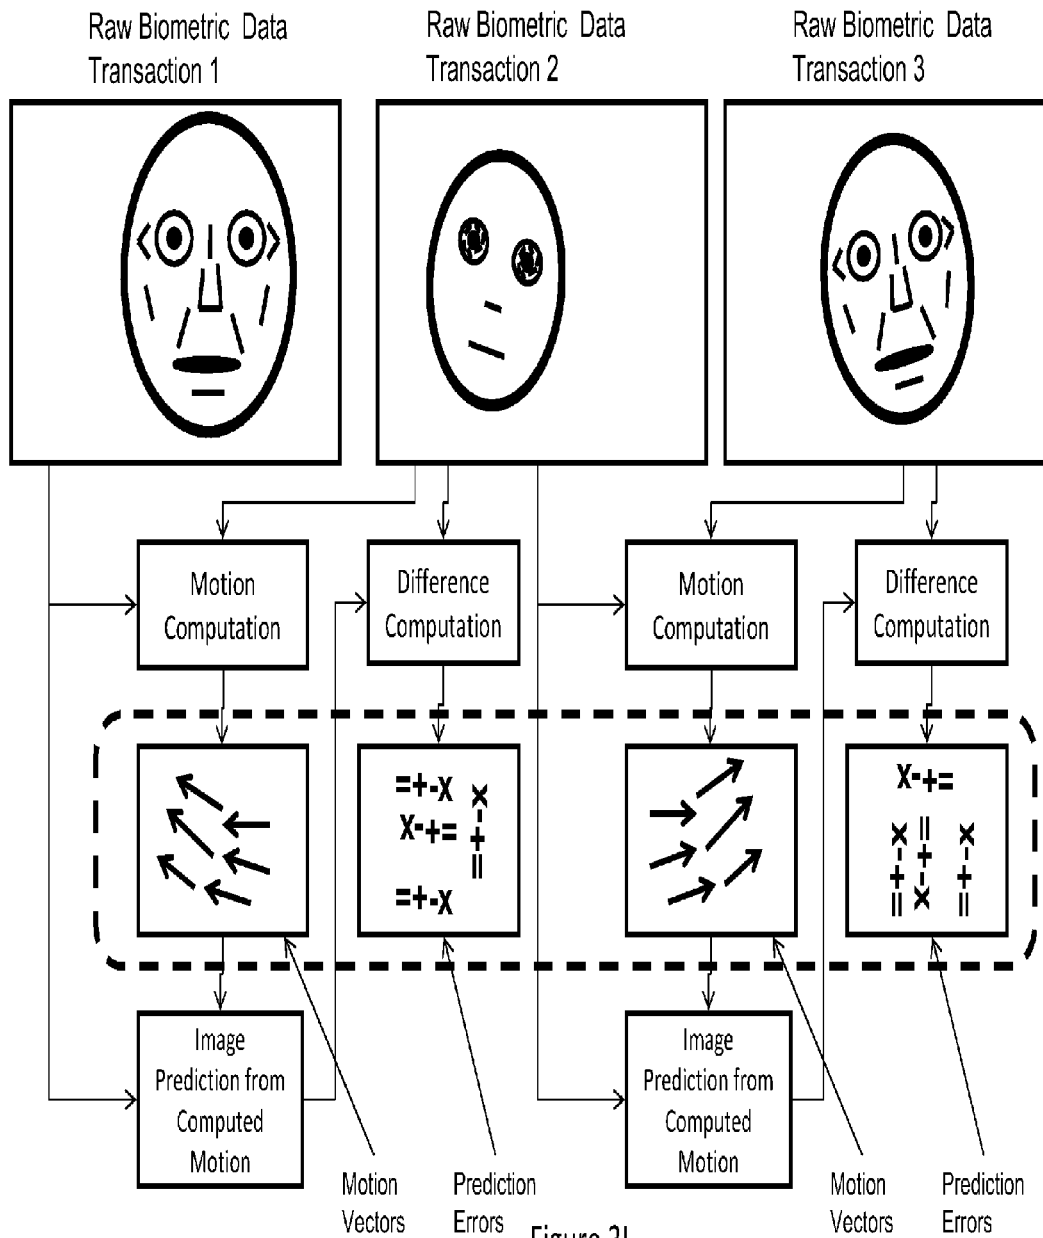 Raw Biometric Data
Transaction 1
Raw Biometric Data
Transaction 2
Raw Biometric Data
Transaction 3
Motion
Computation
Difference
Computation
Motion
Computation
Difference
Computation
=+-X
X-+=
X-+=
=+-X
X-+=
X-+=
=+-X
X-+=
X-+=
Image
Prediction from
Computed
Motion
Image
Prediction from
Computed
Motion
Motion
Vectors
Prediction
Errors
Motion
Vectors
Prediction
Errors
Figure